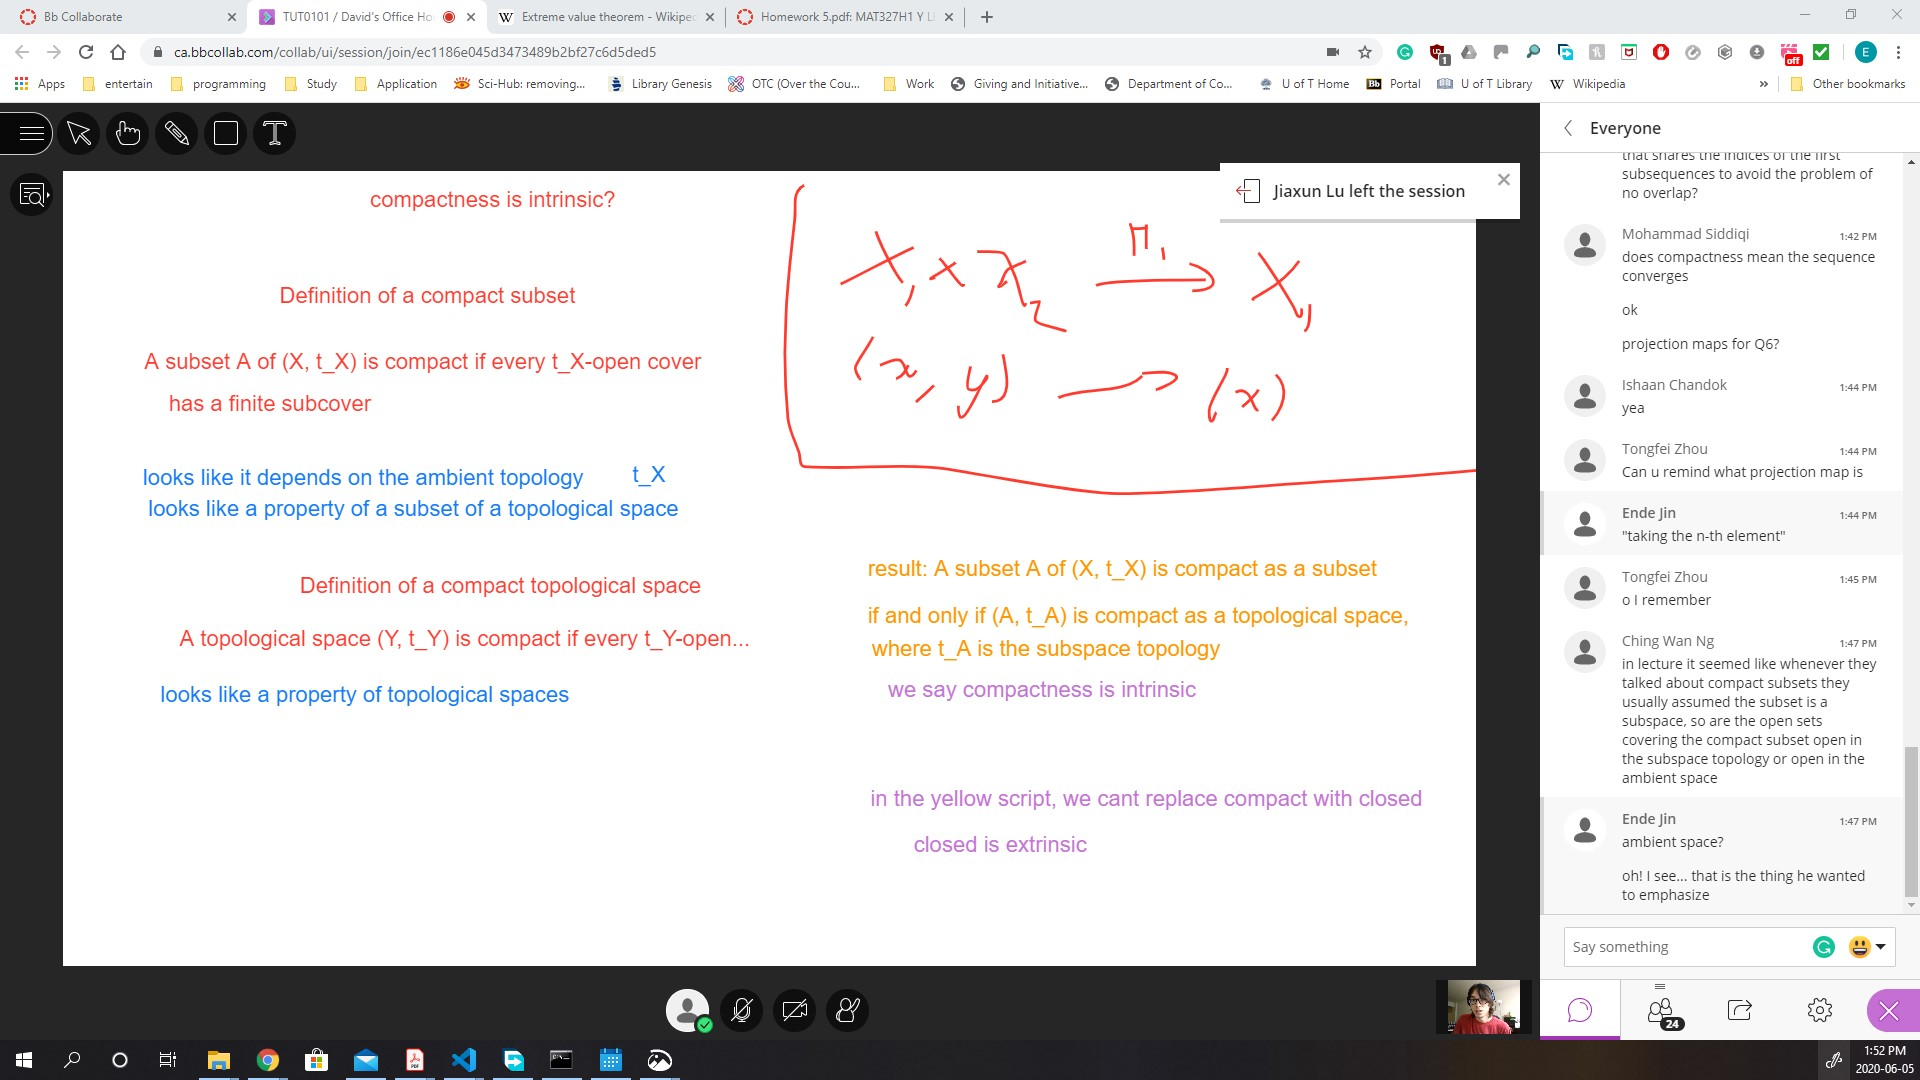 Bb Collaborate
TUT0101 / David's Office Ho
Extreme value theorem - Wikipe
Homework 5.pdf: MAT327H1 Y L
ca.bbcollab.com/collab/ui/session/join/ec1186e045d3473489b2bf27c6d5ded5
1
off
E
Apps
entertain
programming
Study
Application
Sci-Hub: removing...
Library Genesis
OTC (Over the Cou...
Work
Giving and Initiative...
Department of Co...
U of T Home
Bb Portal
U of T Library
W Wikipedia
»
Other bookmarks
compactness is intrinsic?
Definition of a compact subset
A subset A of (X, t_X) is compact if every t_X-open cover
has a finite subcover
looks like it depends on the ambient topology t_X
looks like a property of a subset of a topological space
Definition of a compact topological space
A topological space (Y, t_Y) is compact if every t_Y-open...
looks like a property of topological spaces
Jiaxun Lu left the session
X₁ × X₂ ⟶ X₁
π₁
(x, y) ⟶ (x)
result: A subset A of (X, t_X) is compact as a subset
if and only if (A, t_A) is compact as a topological space,
where t_A is the subspace topology
we say compactness is intrinsic
in the yellow script, we cant replace compact with closed
closed is extrinsic
Everyone
that shares the indices of the first
subsequences to avoid the problem of
no overlap?
Mohammad Siddiqi 1:42 PM
does compactness mean the sequence
converges
ok
projection maps for Q6?
Ishaan Chandok 1:44 PM
yea
Tongfei Zhou 1:44 PM
Can u remind what projection map is
Ende Jin 1:44 PM
"taking the n-th element"
Tongfei Zhou 1:45 PM
o I remember
Ching Wan Ng 1:47 PM
in lecture it seemed like whenever they
talked about compact subsets they
usually assumed the subset is a
subspace, so are the open sets
covering the compact subset open in
the subspace topology or open in the
ambient space
Ende Jin 1:47 PM
ambient space?
oh! I see... that is the thing he wanted
to emphasize
Say something
24
1:52 PM
2020-06-05